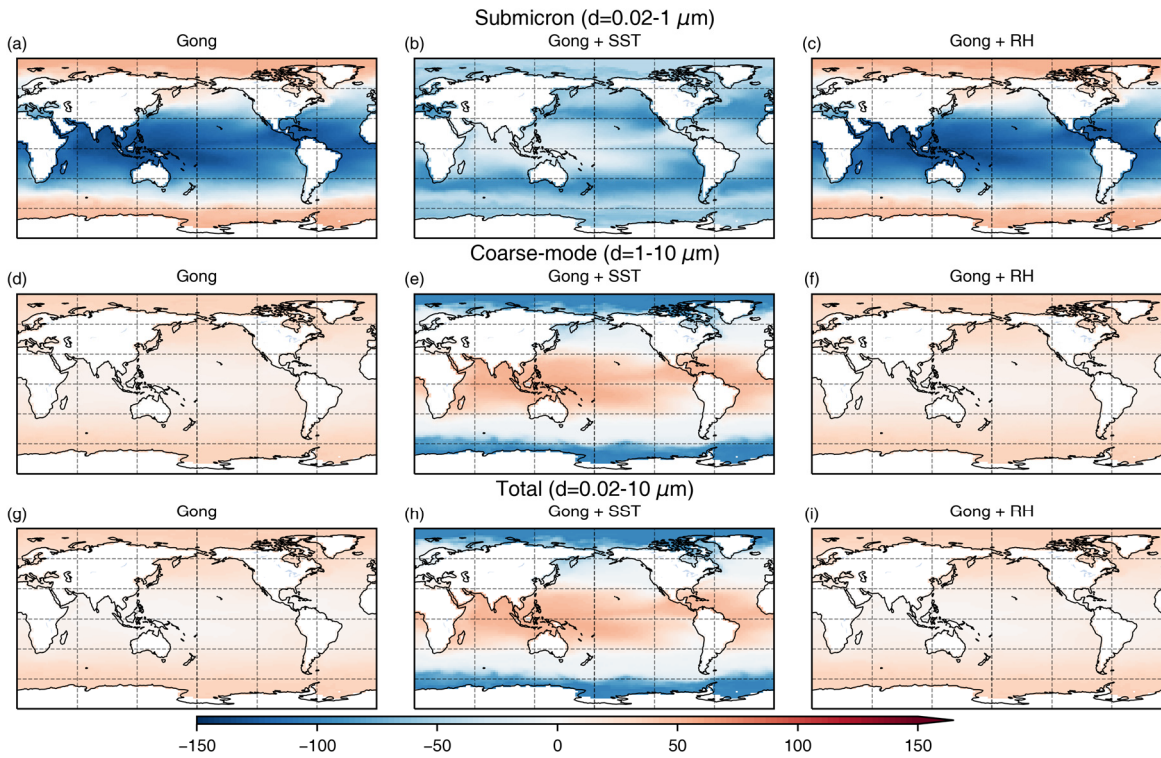 Submicron (d=0.02-1 μm)
(a) Gong (b) Gong + SST (c) Gong + RH
Coarse-mode (d=1-10 μm)
(d) Gong (e) Gong + SST (f) Gong + RH
Total (d=0.02-10 μm)
(g) Gong (h) Gong + SST (i) Gong + RH
−150 −100 −50 0 50 100 150